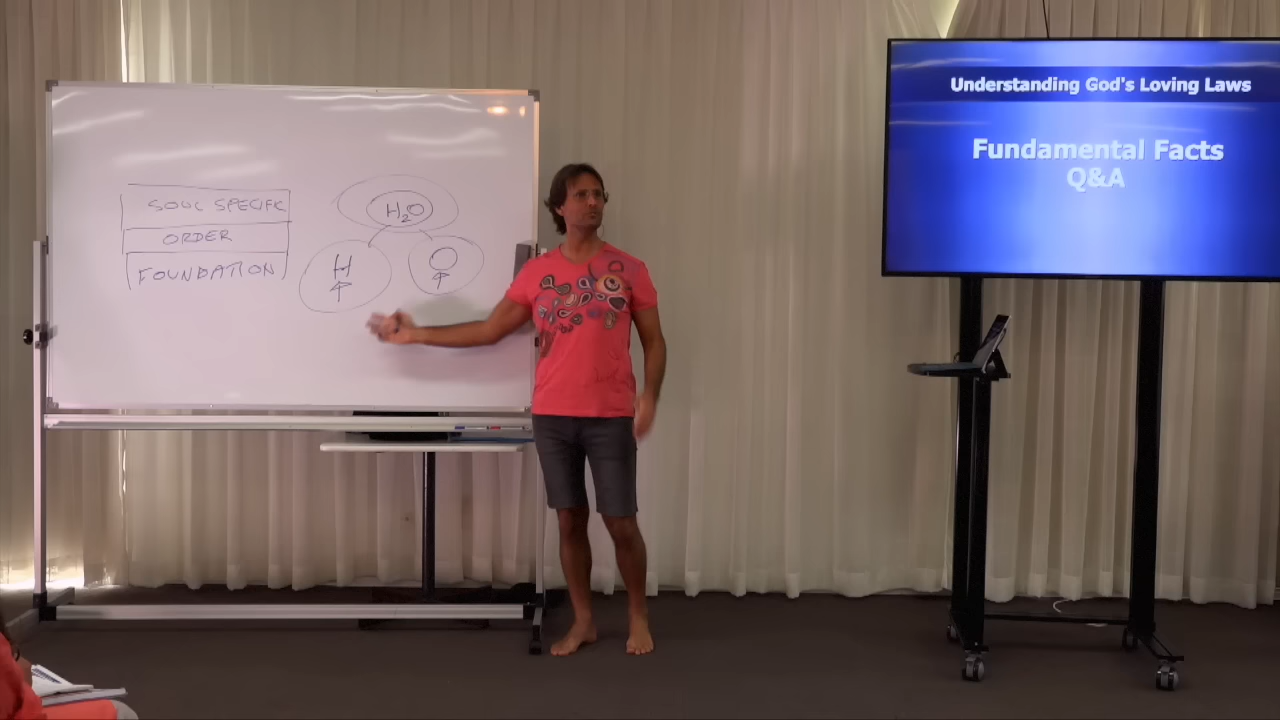 SOUL SPECIFIC
ORDER
FOUNDATION
H₂O
H
O
Understanding God's Loving Laws
Fundamental Facts
Q&A